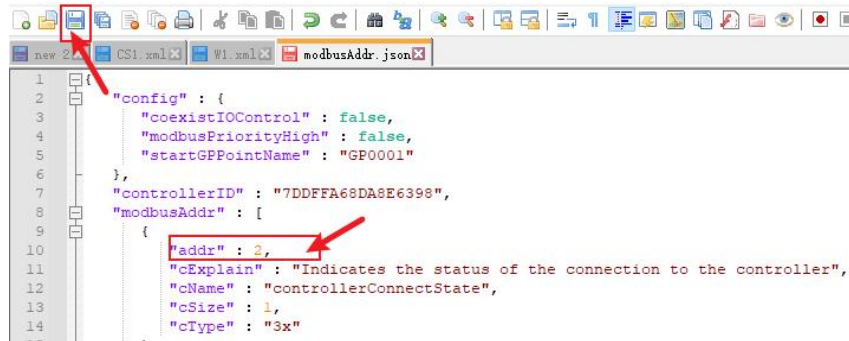 new 2 CS1.xml W1.xml modbusAddr.json
1 {
2 "config" : {
3 "coexistIOControl" : false,
4 "modbusPriorityHigh" : false,
5 "startGPPointName" : "GP0001"
6 },
7 "controllerID" : "7DDFFA68DA8E6398",
8 "modbusAddr" : [
9 {
10 "addr" : 2,
11 "cExplain" : "Indicates the status of the connection to the controller",
12 "cName" : "controllerConnectState",
13 "cSize" : 1,
14 "cType" : "3x"